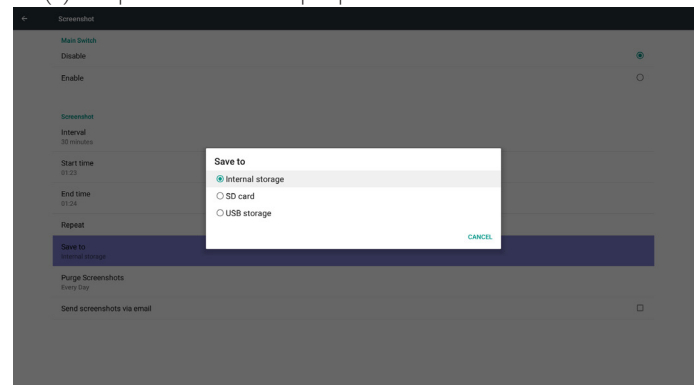 Screenshot
Main Switch
Disable
Enable
Screenshot
Interval
30 minutes
Start time
01:23
End time
01:24
Repeat
Save to
Internal storage
Purge Screenshots
Every Day
Send screenshots via email
Save to
Internal storage
SD card
USB storage
CANCEL